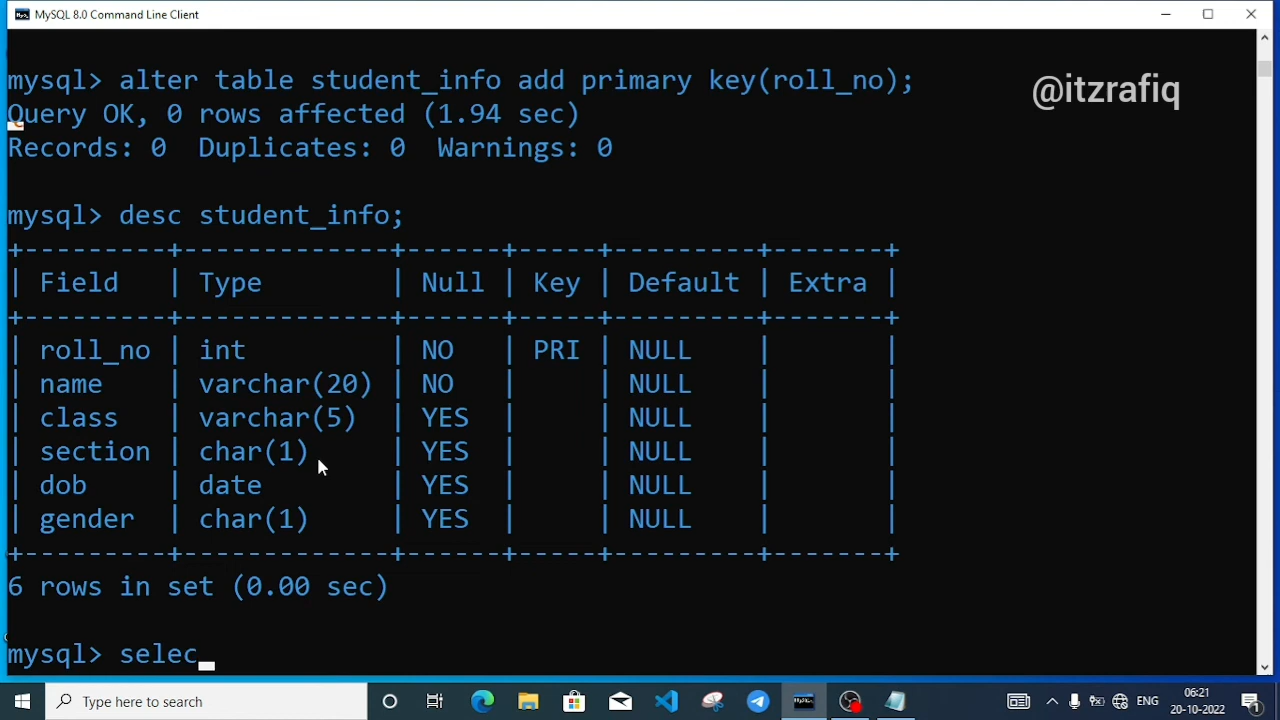 MySQL 8.0 Command Line Client
mysql> alter table student_info add primary key(roll_no);
@itzrafiq
Query OK, 0 rows affected (1.94 sec)
Records: 0  Duplicates: 0  Warnings: 0
mysql> desc student_info;
+---------+-------------+------+-----+---------+-------+
| Field   | Type        | Null | Key | Default | Extra |
+---------+-------------+------+-----+---------+-------+
| roll_no | int         | NO   | PRI | NULL    |       |
| name    | varchar(20) | NO   |     | NULL    |       |
| class   | varchar(5)  | YES  |     | NULL    |       |
| section | char(1)     | YES  |     | NULL    |       |
| dob     | date        | YES  |     | NULL    |       |
| gender  | char(1)     | YES  |     | NULL    |       |
+---------+-------------+------+-----+---------+-------+
6 rows in set (0.00 sec)
mysql> selec
Type here to search
ENG
06:21
20-10-2022
1